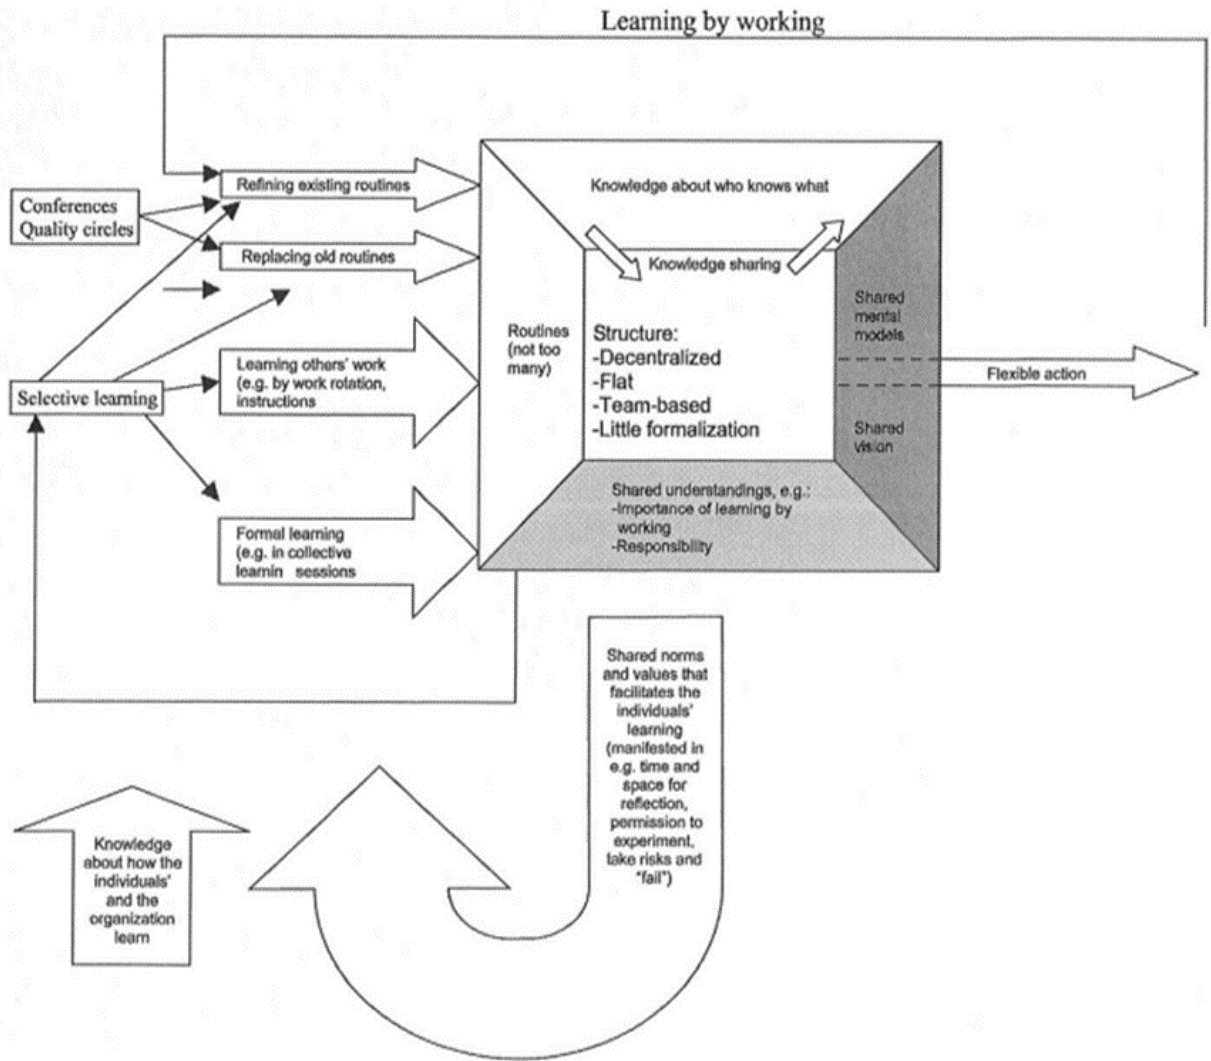 Learning by working
Refining existing routines
Conferences
Quality circles
Replacing old routines
Selective learning
Learning others' work
(e.g. by work rotation,
instructions
Formal learning
(e.g. in collective
learnin sessions
Knowledge about who knows what
Knowledge sharing
Routines
(not too
many)
Structure:
-Decentralized
-Flat
-Team-based
-Little formalization
Shared
mental
models
Shared
vision
Flexible action
Shared understandings, e.g.:
-Importance of learning by
working
-Responsibility
Shared norms
and values that
facilitates the
individuals'
learning
(manifested in
e.g. time and
space for
reflection,
permission to
experiment,
take risks and
"fail")
Knowledge
about how the
individuals'
and the
organization
learn